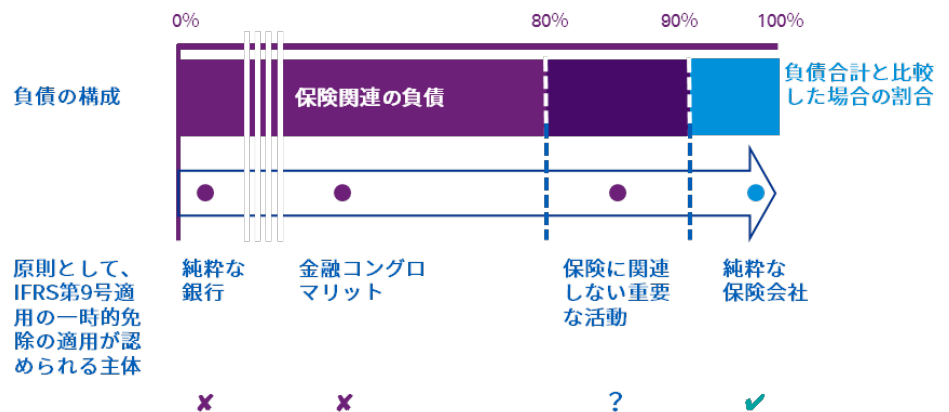 0%
80%
90%
100%
負債の構成
保険関連の負債
負債合計と比較
した場合の割合
原則として、
IFRS第9号適
用の一時的免
除の適用が認
められる主体
純粋な
銀行
金融コングロ
マリット
保険に関連
しない重要
な活動
純粋な
保険会社
✘
✘
?
✔